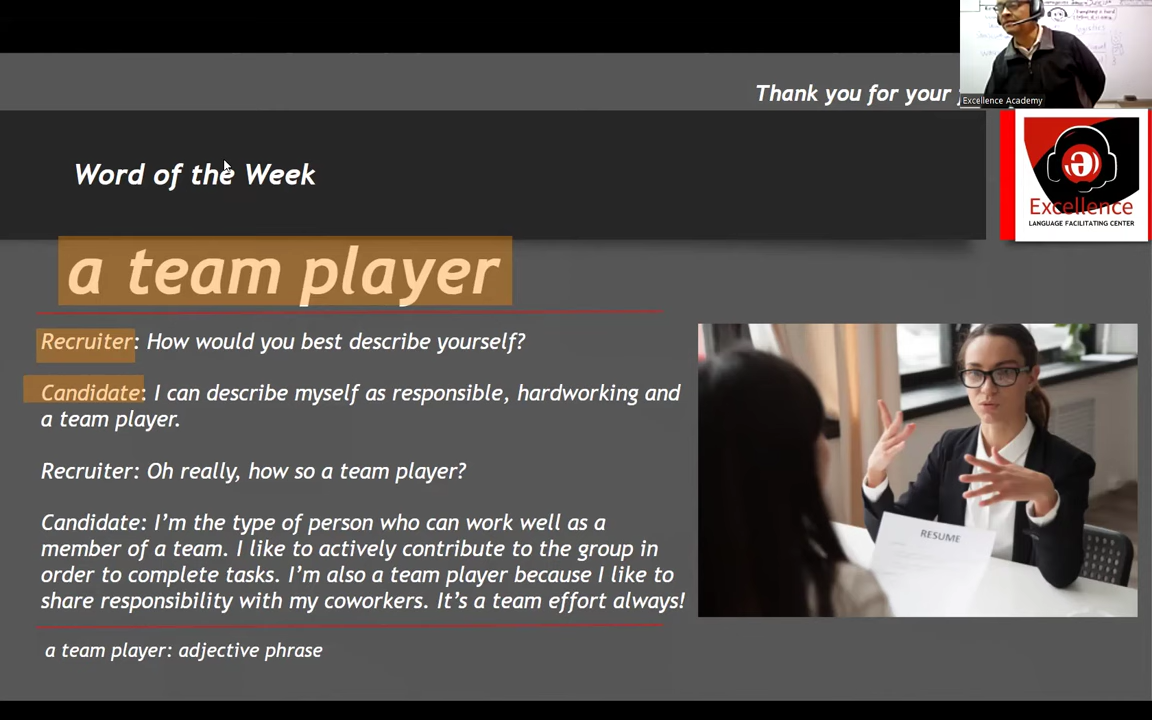 Thank you for your
Excellence Academy
Word of the Week
Excellence
LANGUAGE FACILITATING CENTER
a team player
Recruiter: How would you best describe yourself?
Candidate: I can describe myself as responsible, hardworking and
a team player.
Recruiter: Oh really, how so a team player?
Candidate: I’m the type of person who can work well as a
member of a team. I like to actively contribute to the group in
order to complete tasks. I’m also a team player because I like to
share responsibility with my coworkers. It’s a team effort always!
RESUME
a team player: adjective phrase